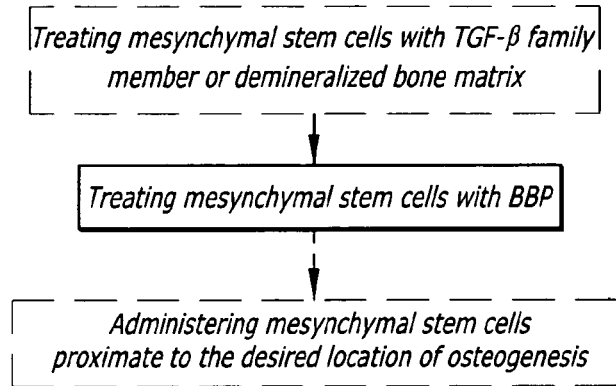 Treating mesynchymal stem cells with TGF-β family
member or demineralized bone matrix
Treating mesynchymal stem cells with BBP
Administering mesynchymal stem cells
proximate to the desired location of osteogenesis